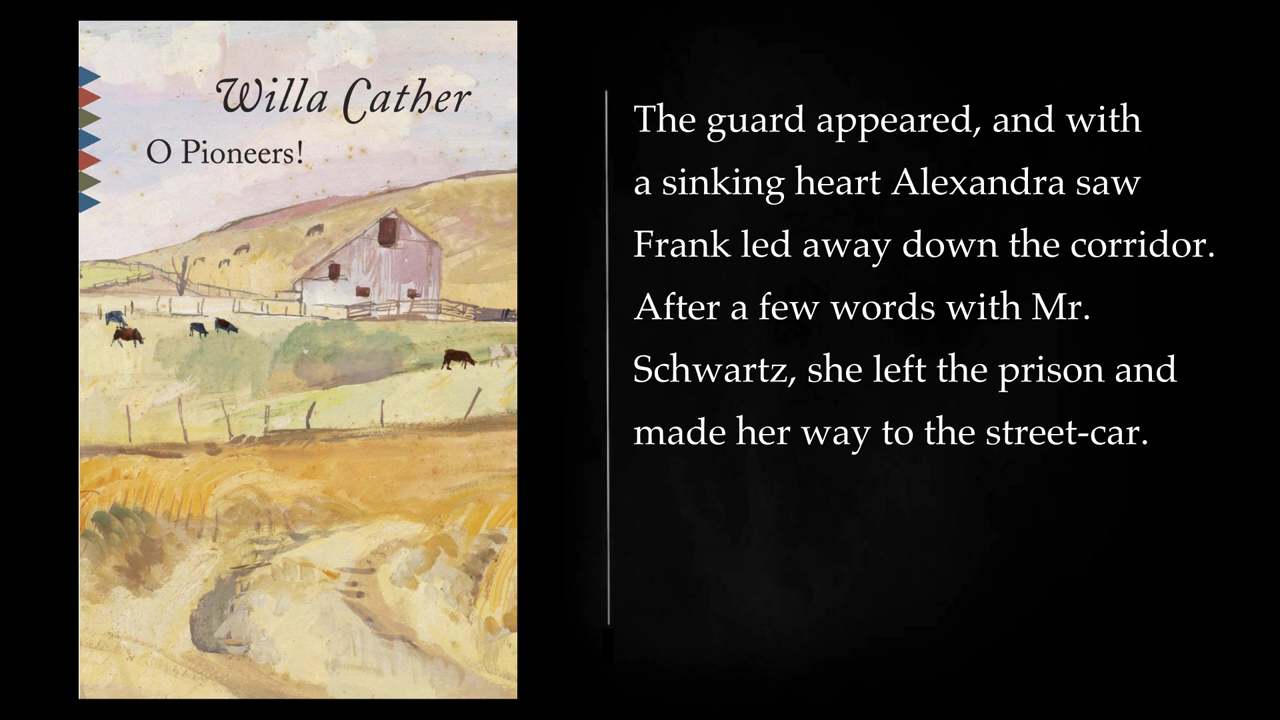 Willa Cather
O Pioneers!
The guard appeared, and with
a sinking heart Alexandra saw
Frank led away down the corridor.
After a few words with Mr.
Schwartz, she left the prison and
made her way to the street-car.